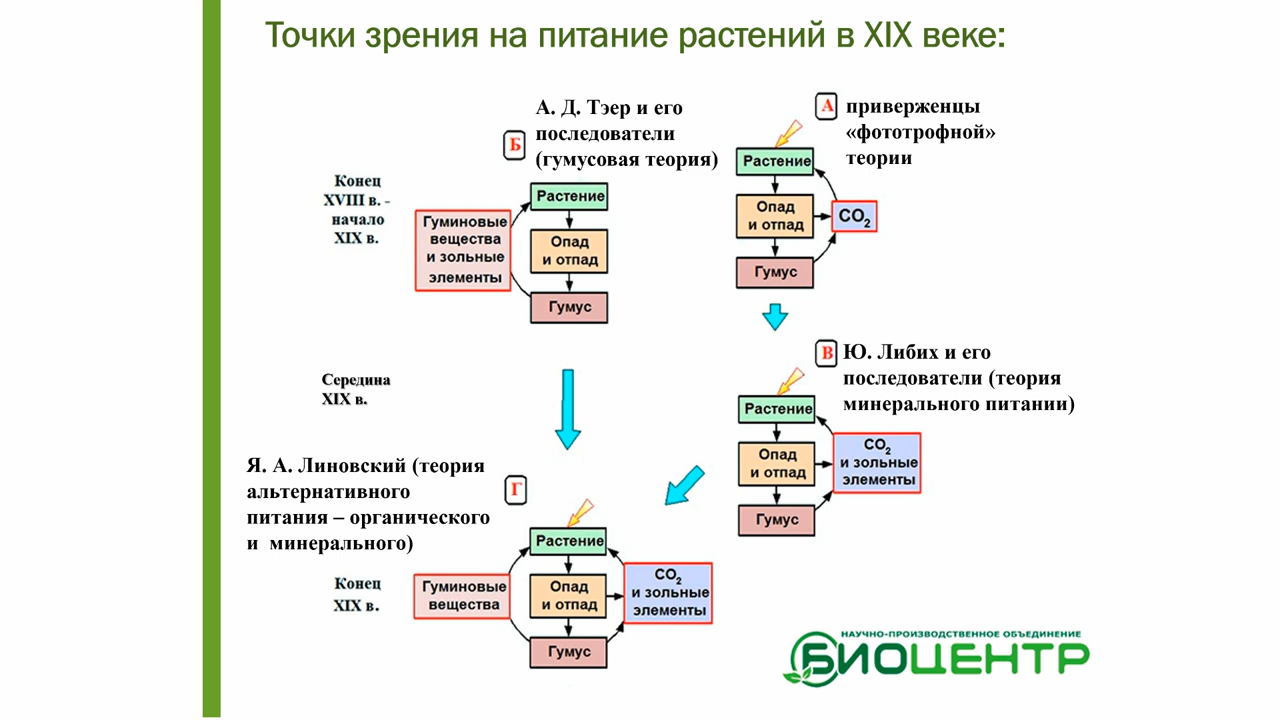 Точки зрения на питание растений в XIX веке:
А. Д. Тэер и его
последователи
(гумусовая теория)
Б
А
приверженцы
«фототрофной»
теории
Конец
XVIII в. -
начало
XIX в.
Гуминовые
вещества
и зольные
элементы
Растение
Опад
и отпад
Гумус
Растение
Опад
и отпад
Гумус
CO2
Середина
XIX в.
В
Ю. Либих и его
последователи (теория
минерального питании)
Растение
Опад
и отпад
Гумус
CO2
и зольные
элементы
Я. А. Линовский (теория
альтернативного
питания – органического
и минерального)
Г
Конец
XIX в.
Гуминовые
вещества
Растение
Опад
и отпад
Гумус
CO2
и зольные
элементы
НАУЧНО-ПРОИЗВОДСТВЕННОЕ ОБЪЕДИНЕНИЕ
БИОЦЕНТР